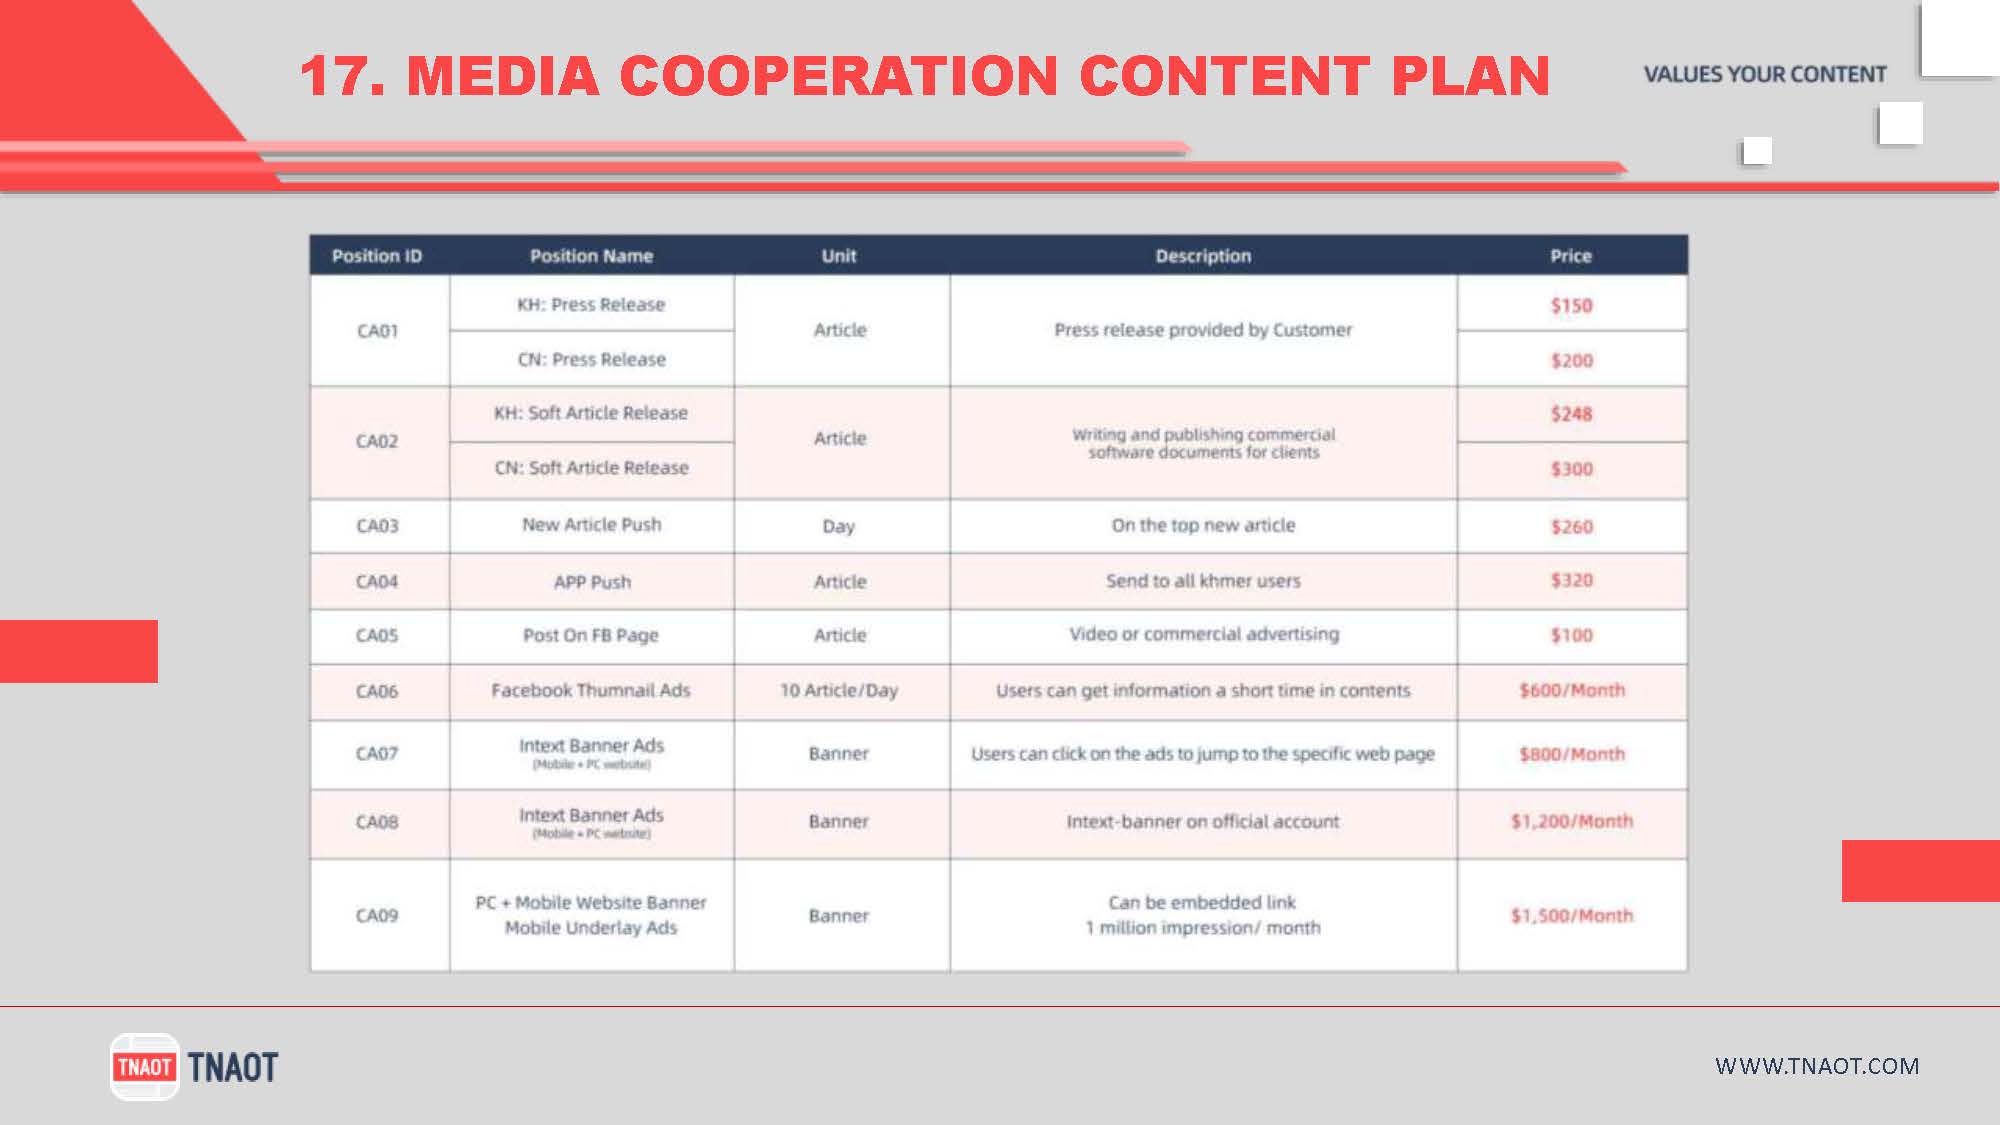 17. MEDIA COOPERATION CONTENT PLAN
VALUES YOUR CONTENT
Position ID Position Name Unit Description Price
CA01 KH: Press Release Article Press release provided by Customer $150
CN: Press Release $200
CA02 KH: Soft Article Release Article Writing and publishing commercial $248
software documents for clients
CN: Soft Article Release $300
CA03 New Article Push Day On the top new article $260
CA04 APP Push Article Send to all khmer users $320
CA05 Post On FB Page Article Video or commercial advertising $100
CA06 Facebook Thumnail Ads 10 Article/Day Users can get information a short time in contents $600/Month
CA07 Intext Banner Ads Banner Users can click on the ads to jump to the specific web page $800/Month
(Mobile + PC website)
CA08 Intext Banner Ads Banner Intext-banner on official account $1,200/Month
(Mobile + PC website)
CA09 PC + Mobile Website Banner Banner Can be embedded link $1,500/Month
Mobile Underlay Ads 1 million impression/ month
TNAOT TNAOT
WWW.TNAOT.COM